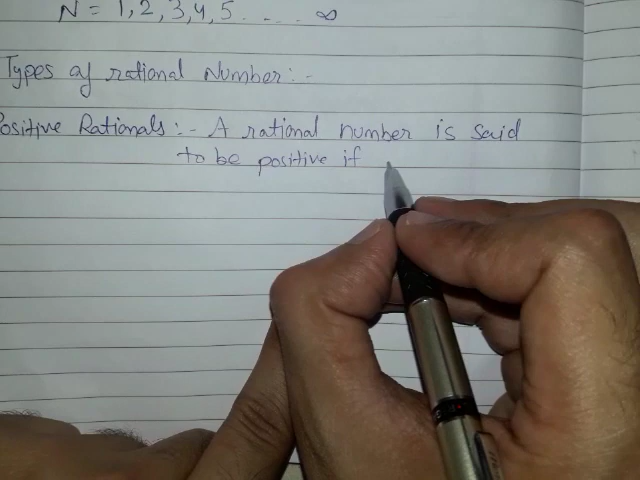 N = 1, 2, 3, 4, 5 . . . . . ∞
Types of rational Number : -
Positive Rationals : - A rational number is said
to be positive if